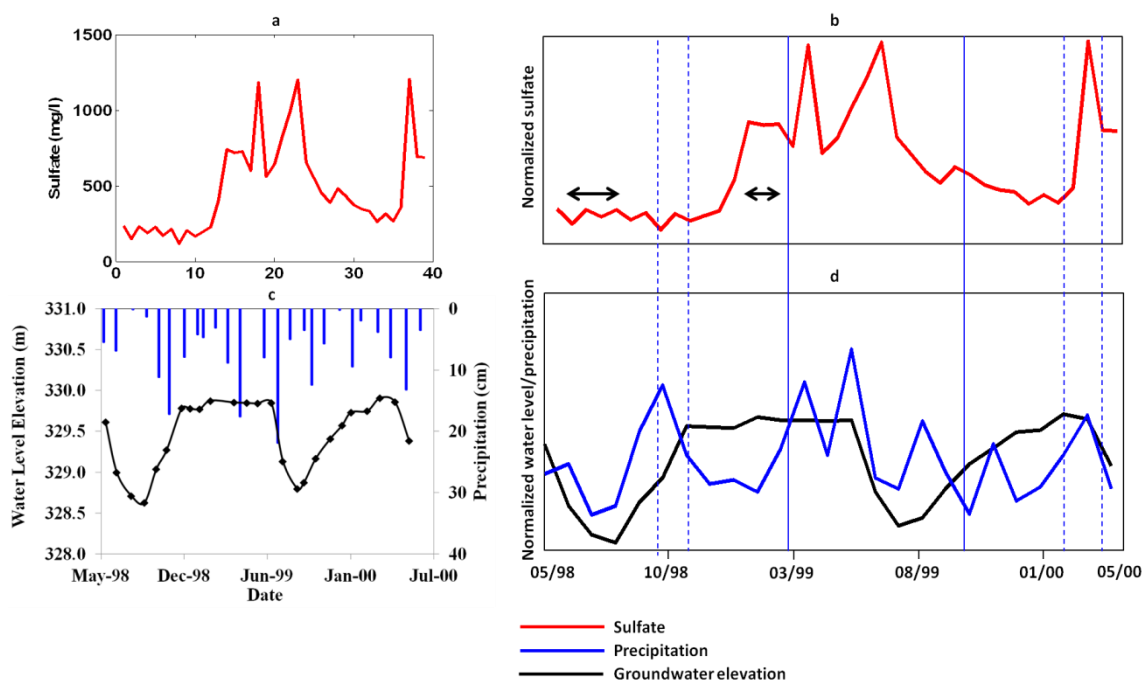 a
1500
1000
500
0
Sulfate (mg/l)
0 10 20 30 40
b
Normalized sulfate
c
331.0
330.5
330.0
329.5
329.0
328.5
328.0
Water Level Elevation (m)
0
10
20
30
40
Precipitation (cm)
May-98 Dec-98 Jun-99 Jan-00 Jul-00
Date
d
Normalized water level/precipitation
05/98 10/98 03/99 08/99 01/00 05/00
Sulfate
Precipitation
Groundwater elevation